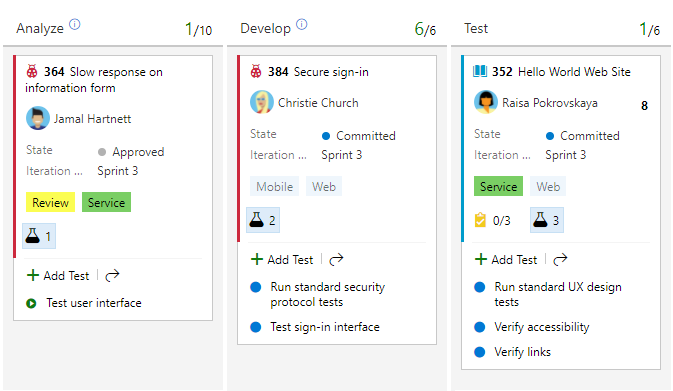 Analyze
1/10
364 Slow response on
information form
Jamal Hartnett
State
Approved
Iteration ...
Sprint 3
Review
Service
1
Add Test
Test user interface
Develop
6/6
384 Secure sign-in
Christie Church
State
Committed
Iteration ...
Sprint 3
Mobile
Web
2
Add Test
Run standard security
protocol tests
Test sign-in interface
Test
1/6
352 Hello World Web Site
Raisa Pokrovskaya
8
State
Committed
Iteration ...
Sprint 3
Service
Web
0/3
3
Add Test
Run standard UX design
tests
Verify accessibility
Verify links